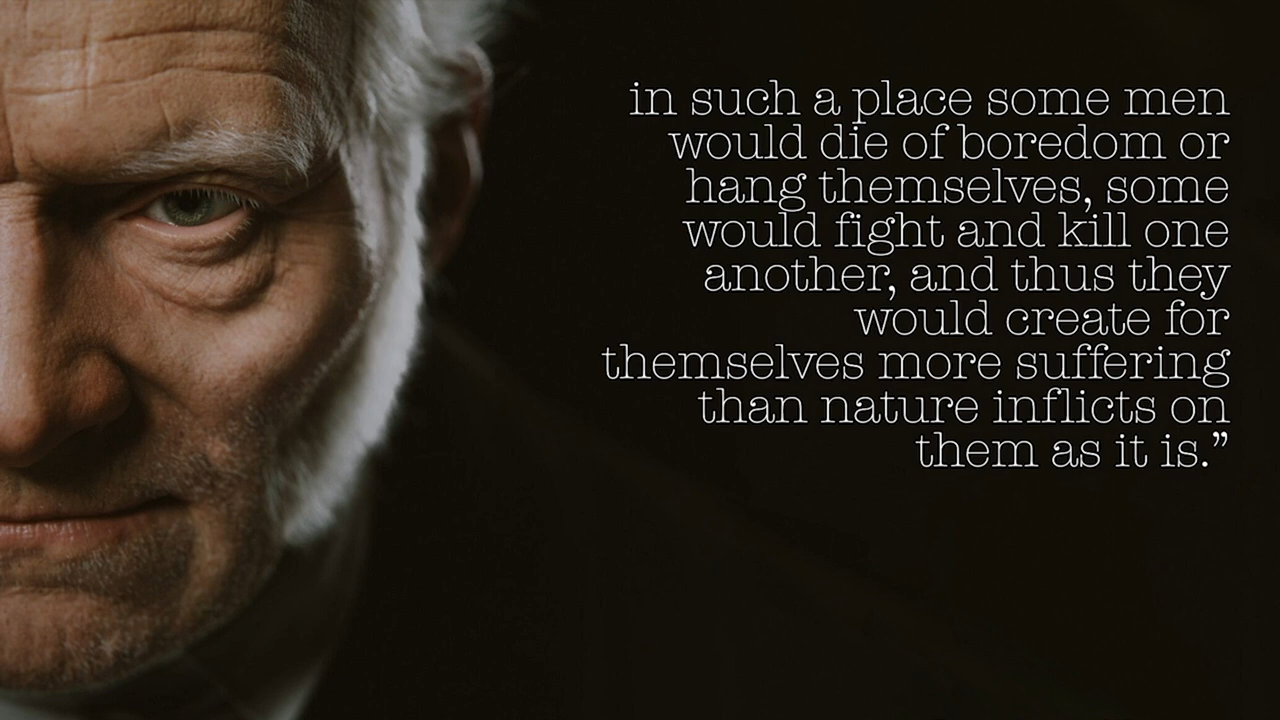 in such a place some men
would die of boredom or
hang themselves, some
would fight and kill one
another, and thus they
would create for
themselves more suffering
than nature inflicts on
them as it is.”